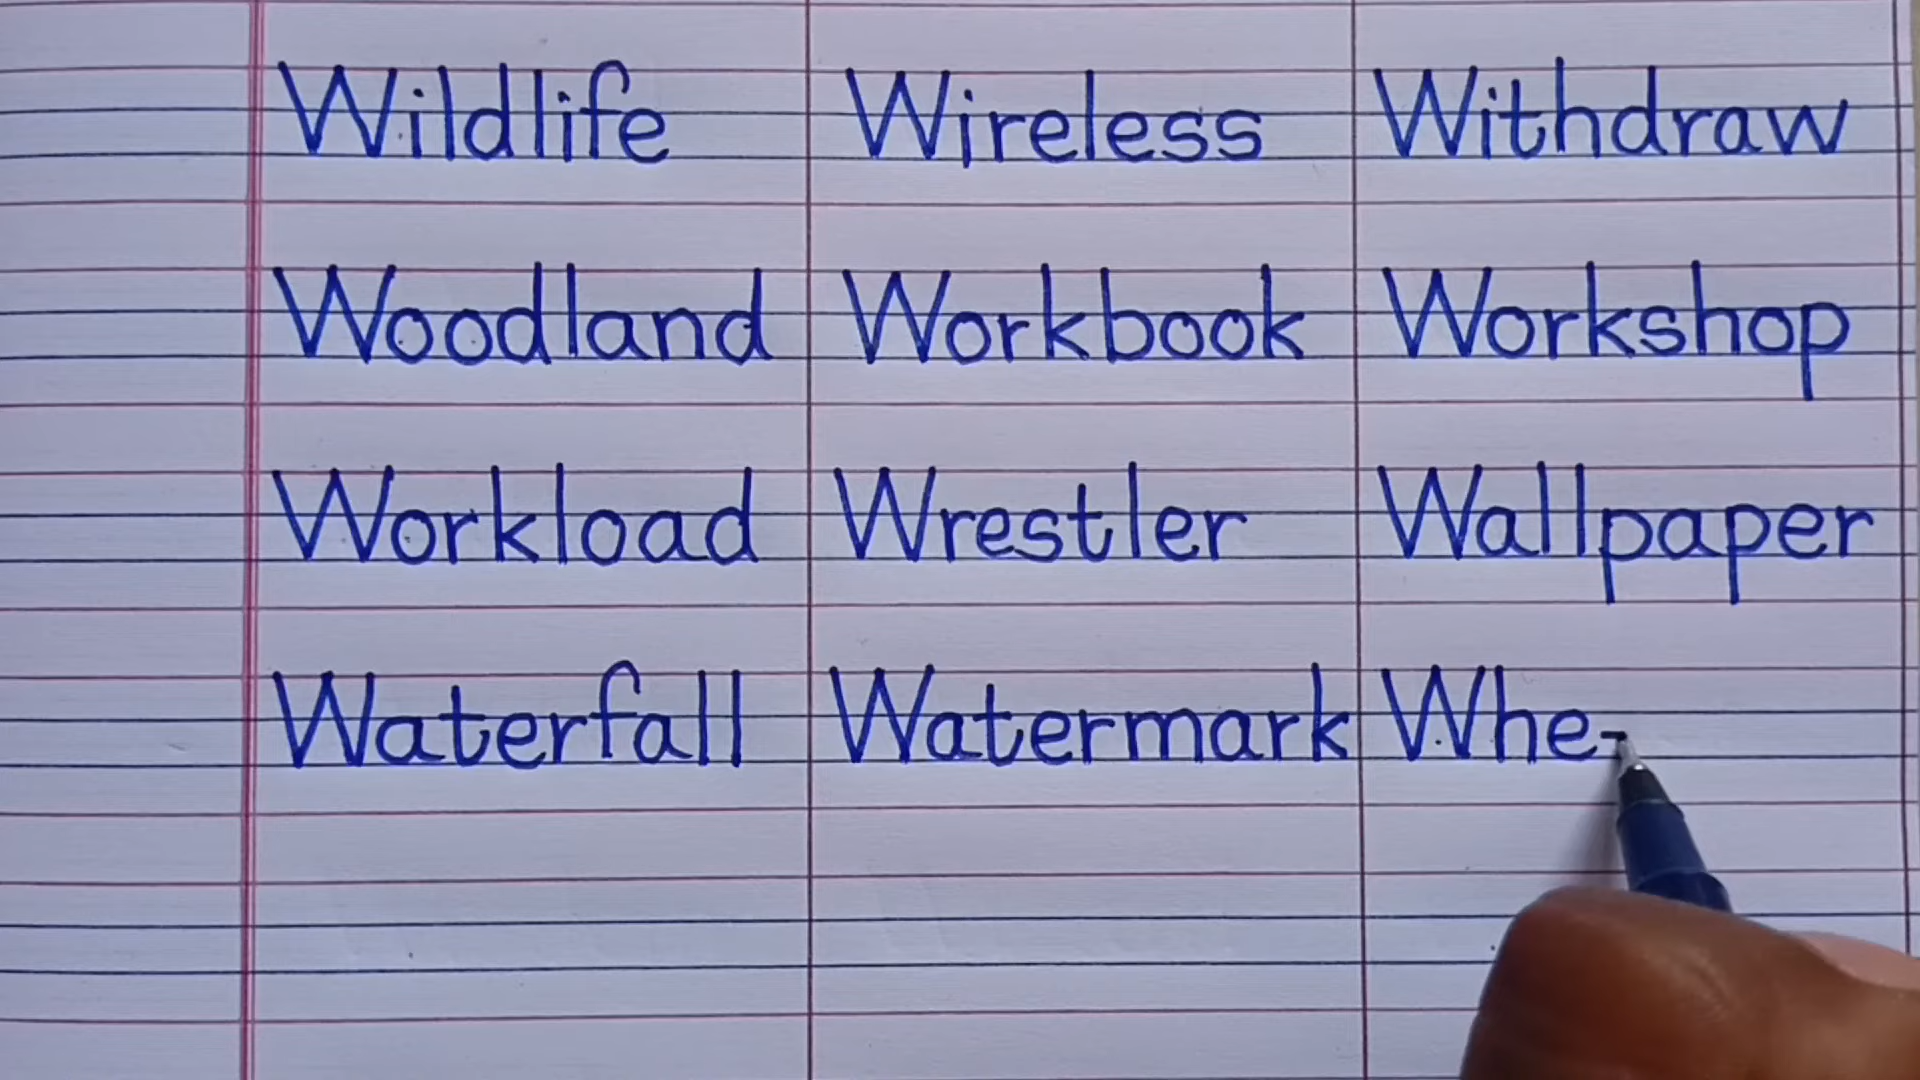 Wildlife Wireless Withdraw
Woodland Workbook Workshop
Workload Wrestler Wallpaper
Waterfall Watermark Whe-